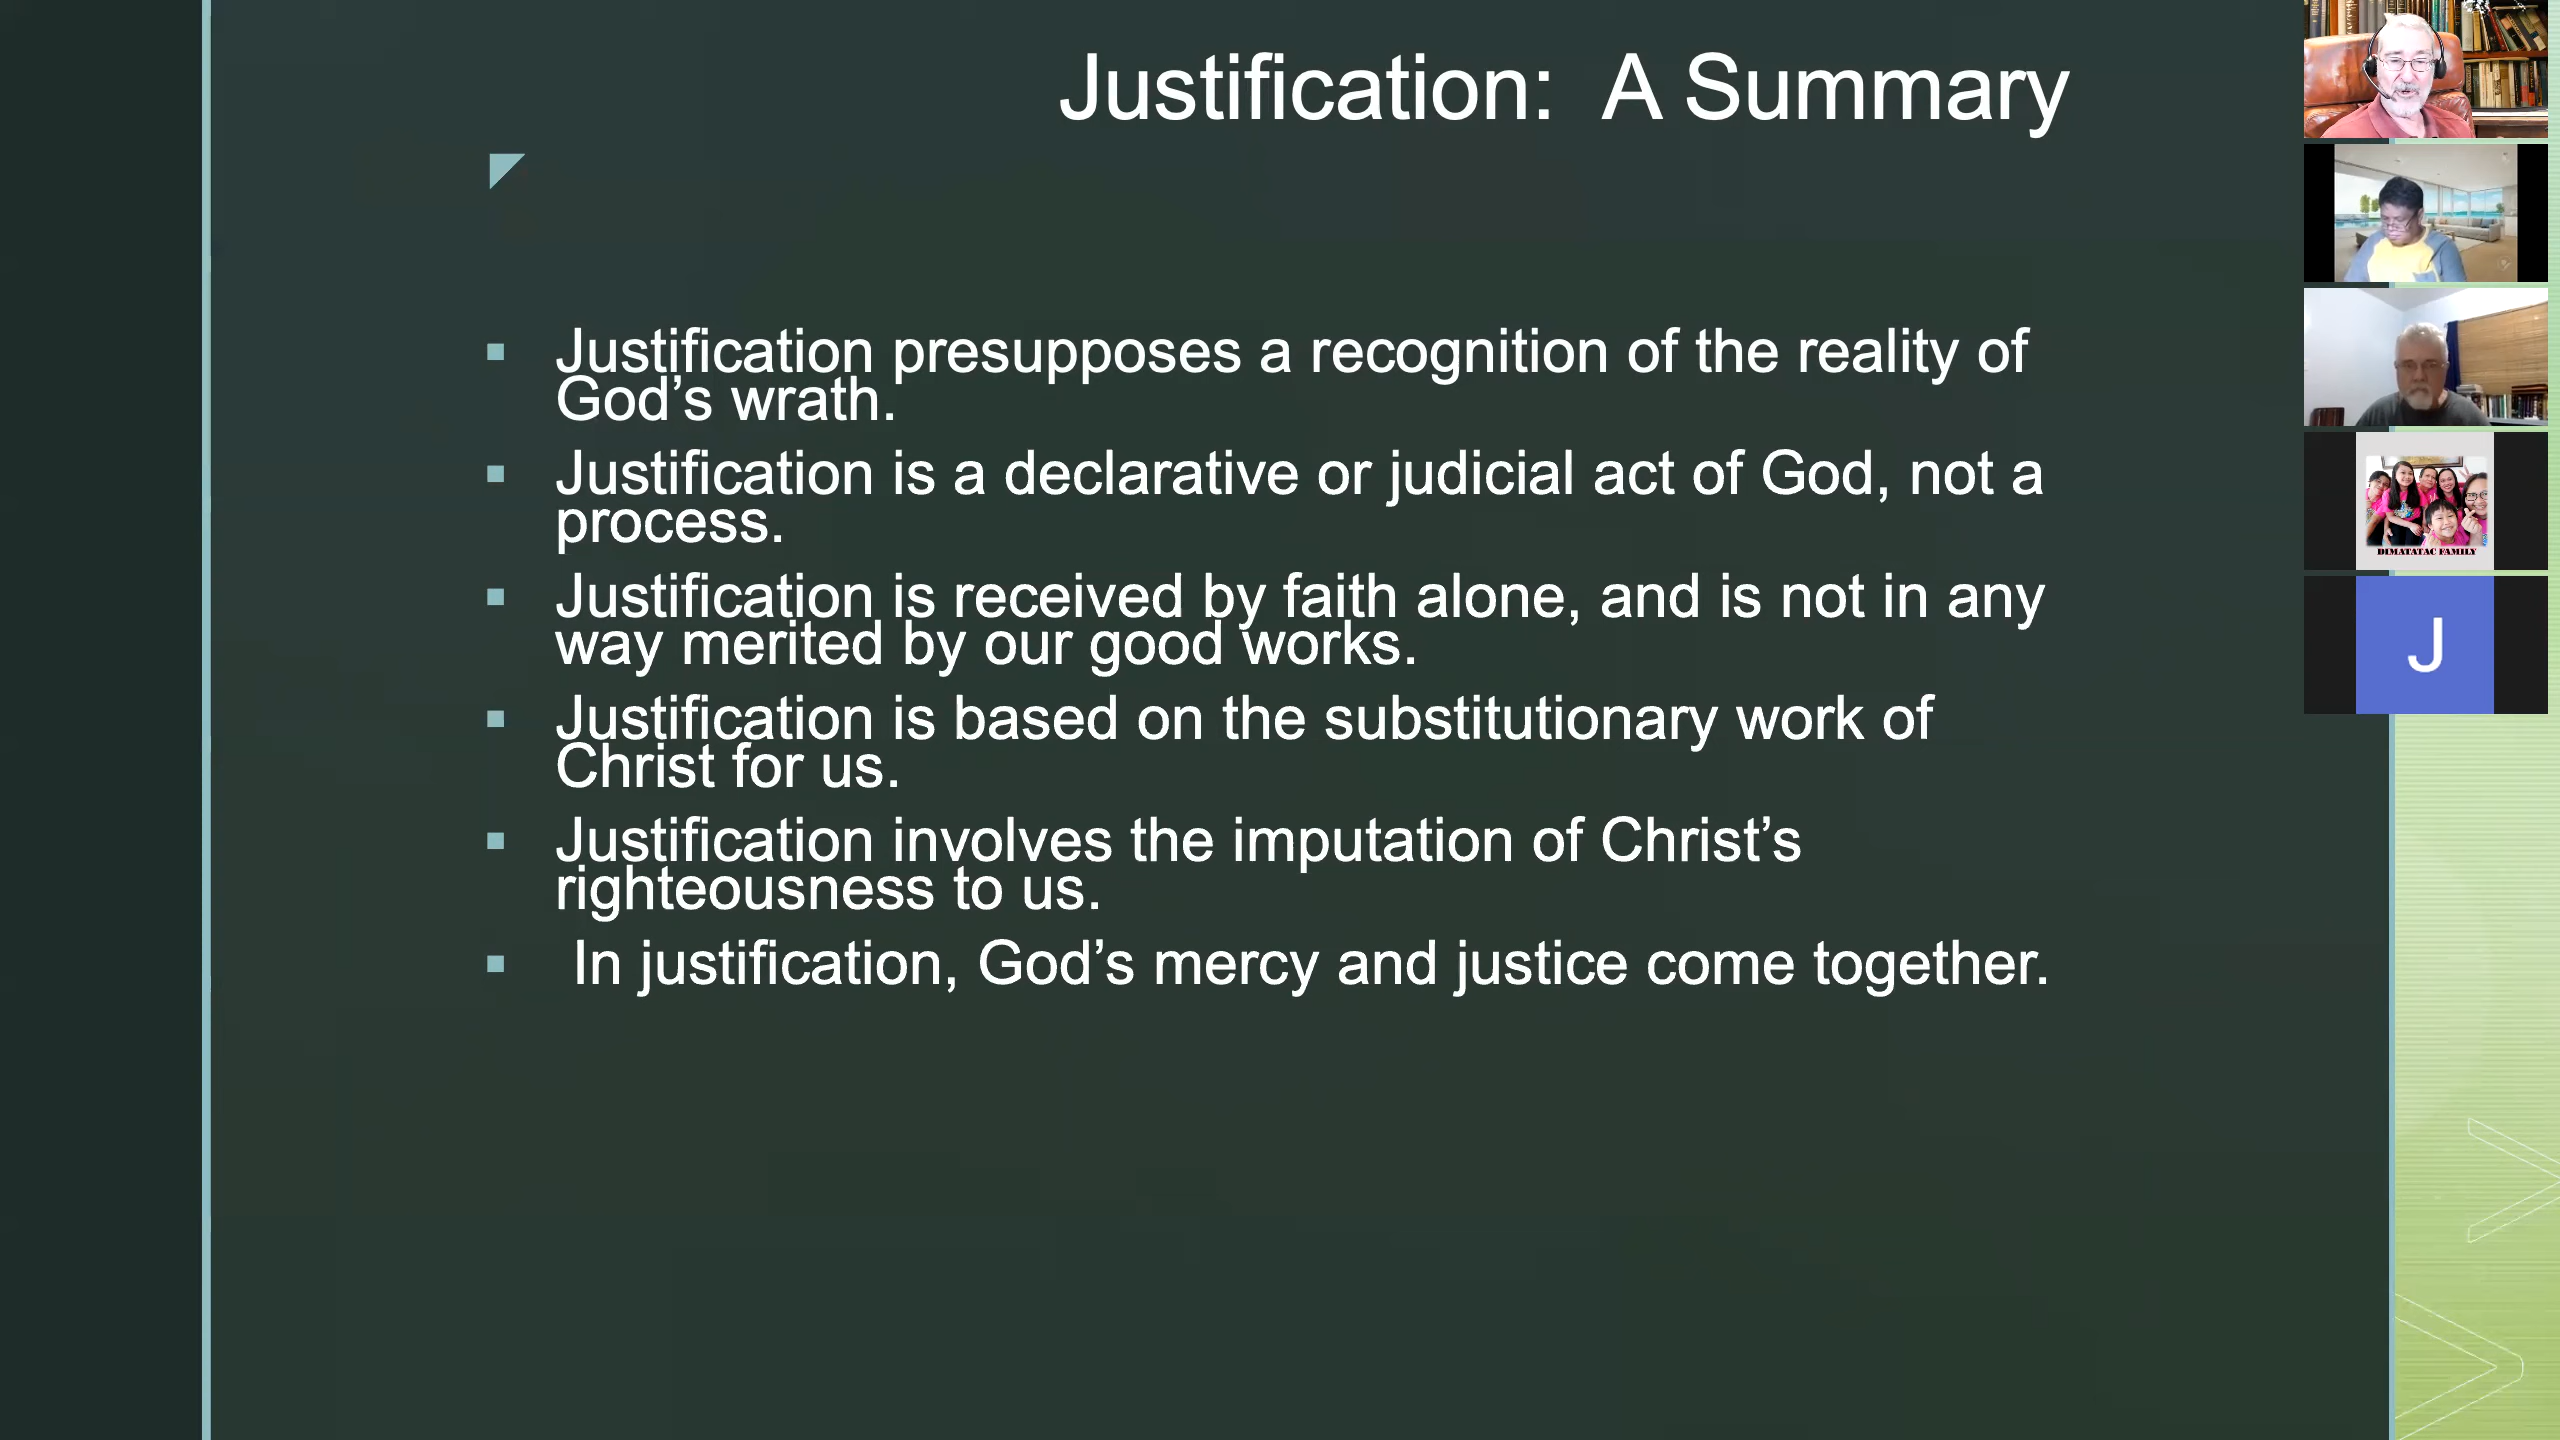 Justification:  A Summary
▪ Justification presupposes a recognition of the reality of
God’s wrath.
▪ Justification is a declarative or judicial act of God, not a
process.
▪ Justification is received by faith alone, and is not in any
way merited by our good works.
▪ Justification is based on the substitutionary work of
Christ for us.
▪ Justification involves the imputation of Christ’s
righteousness to us.
▪ In justification, God’s mercy and justice come together.
DIMATATAC FAMILY
J